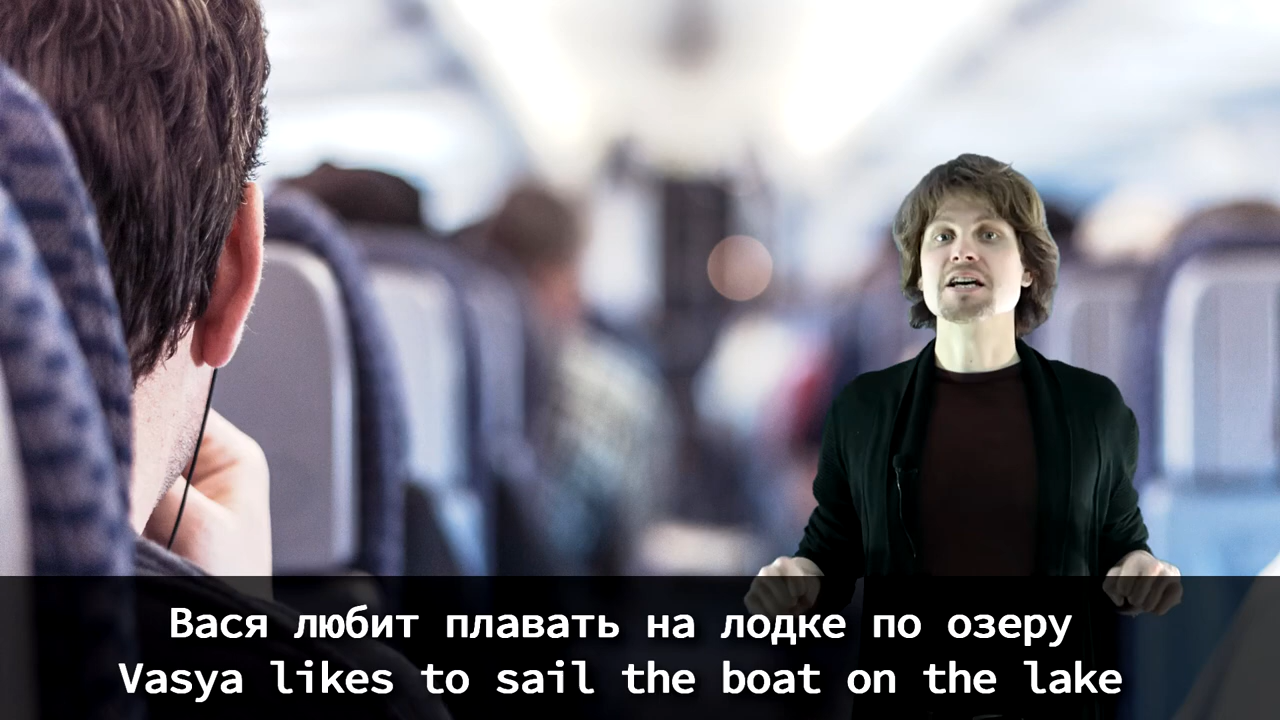 Вася любит плавать на лодке по озеру
Vasya likes to sail the boat on the lake